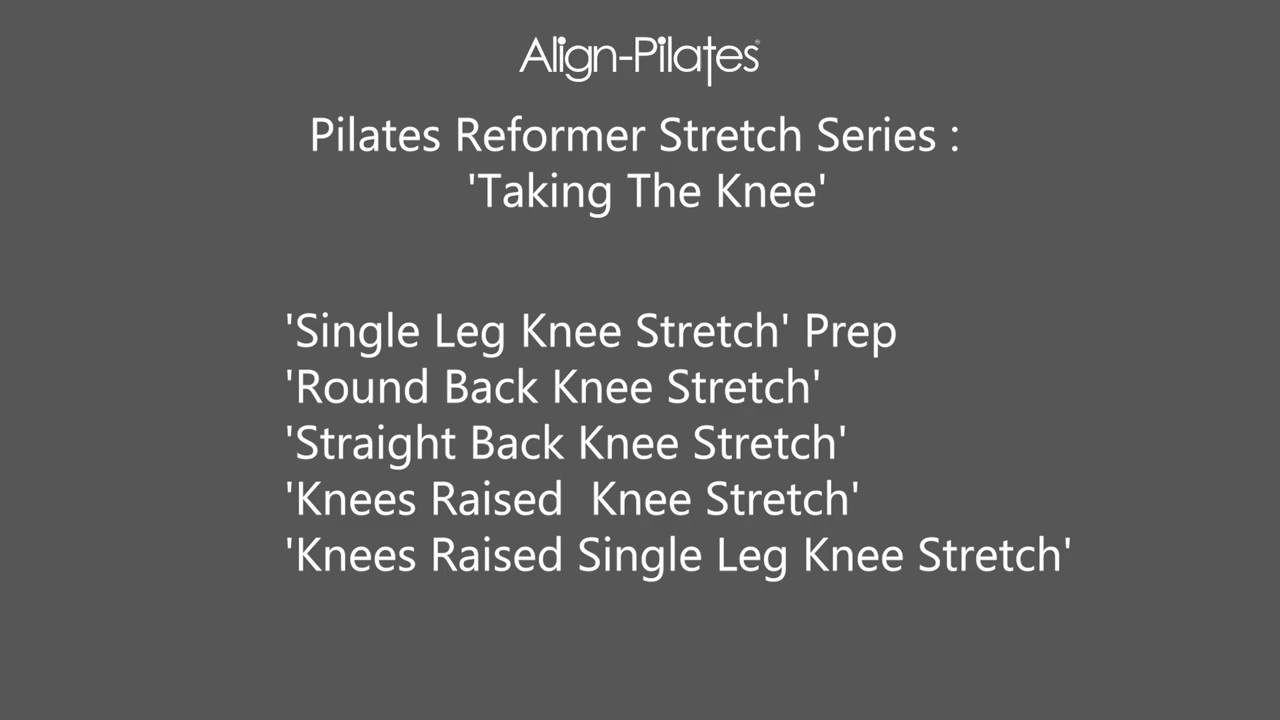 Align-Pilates®
Pilates Reformer Stretch Series :
'Taking The Knee'
'Single Leg Knee Stretch' Prep
'Round Back Knee Stretch'
'Straight Back Knee Stretch'
'Knees Raised  Knee Stretch'
'Knees Raised Single Leg Knee Stretch'